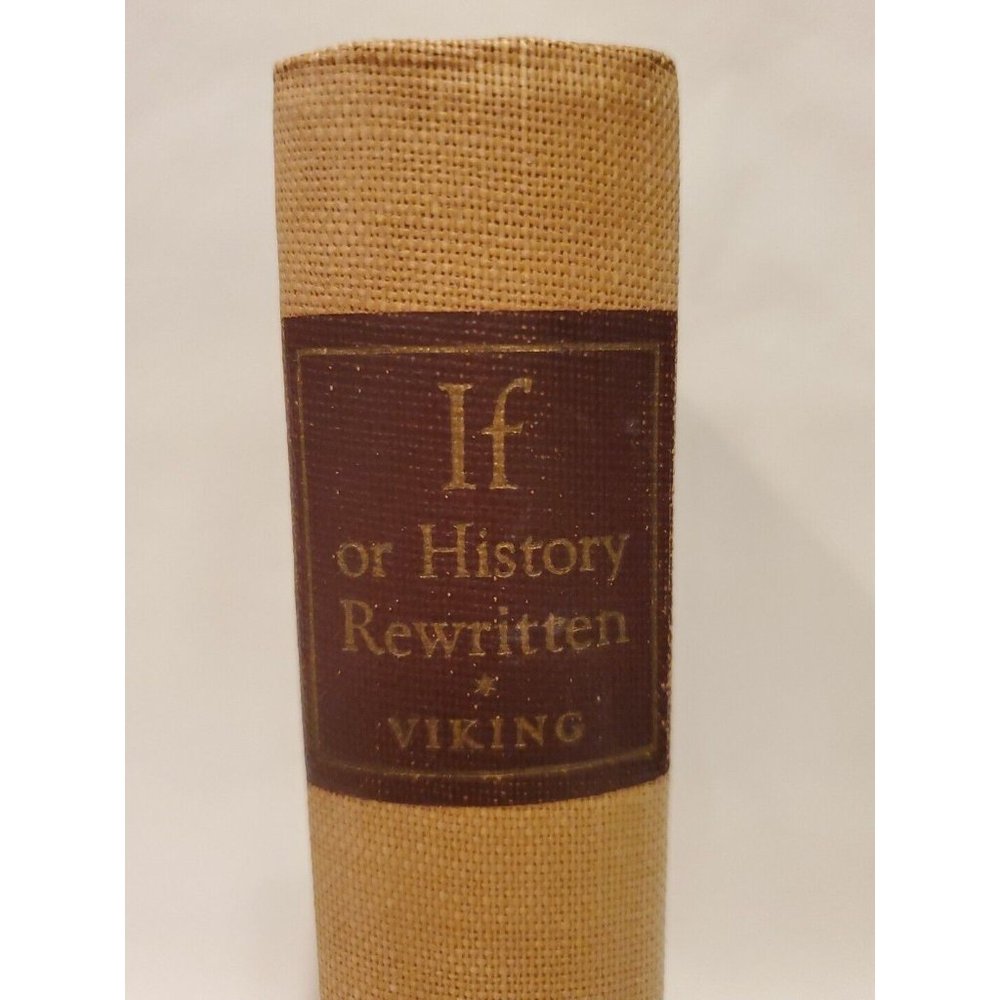 If
or History
Rewritten
*
VIKING